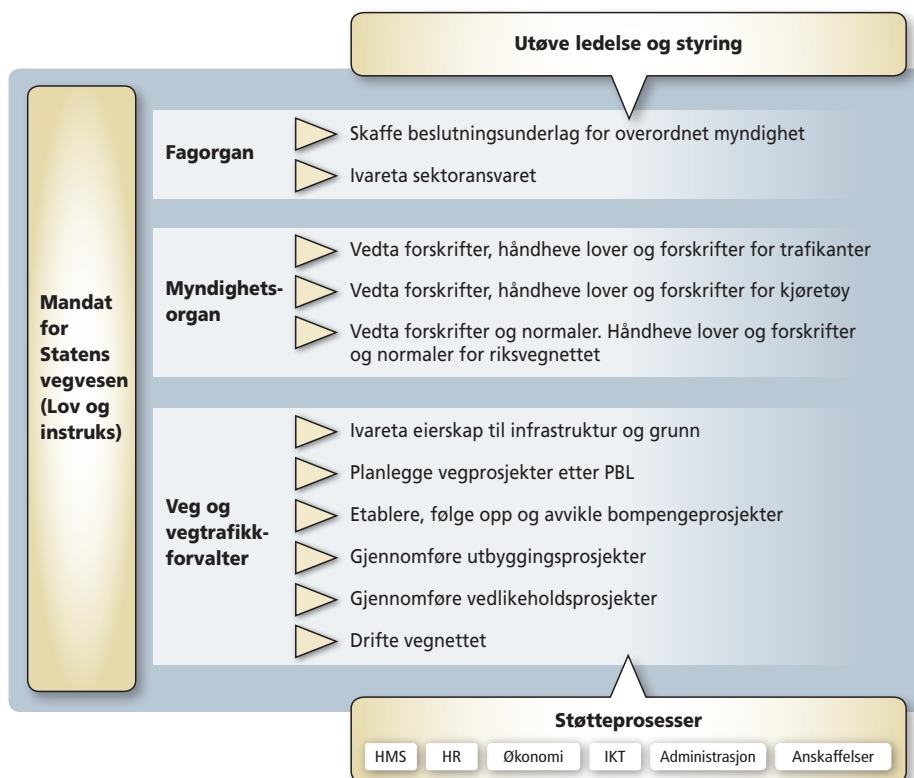 Utøve ledelse og styring
Mandat
for
Statens
vegvesen
(Lov og
instruks)
Fagorgan
Skaffe beslutningsunderlag for overordnet myndighet
Ivareta sektoransvaret
Myndighets-
organ
Vedta forskrifter, håndheve lover og forskrifter for trafikanter
Vedta forskrifter, håndheve lover og forskrifter for kjøretøy
Vedta forskrifter og normaler. Håndheve lover og forskrifter
og normaler for riksvegnettet
Veg og
vegtrafikk-
forvalter
Ivareta eierskap til infrastruktur og grunn
Planlegge vegprosjekter etter PBL
Etablere, følge opp og avvikle bompengeprosjekter
Gjennomføre utbyggingsprosjekter
Gjennomføre vedlikeholdsprosjekter
Drifte vegnettet
Støtteprosesser
HMS HR Økonomi IKT Administrasjon Anskaffelser